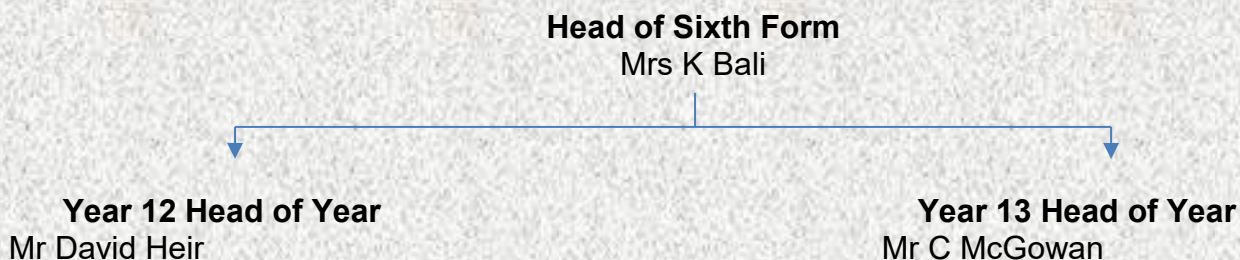 Head of Sixth Form
Mrs K Bali
Year 12 Head of Year
Mr David Heir
Year 13 Head of Year
Mr C McGowan